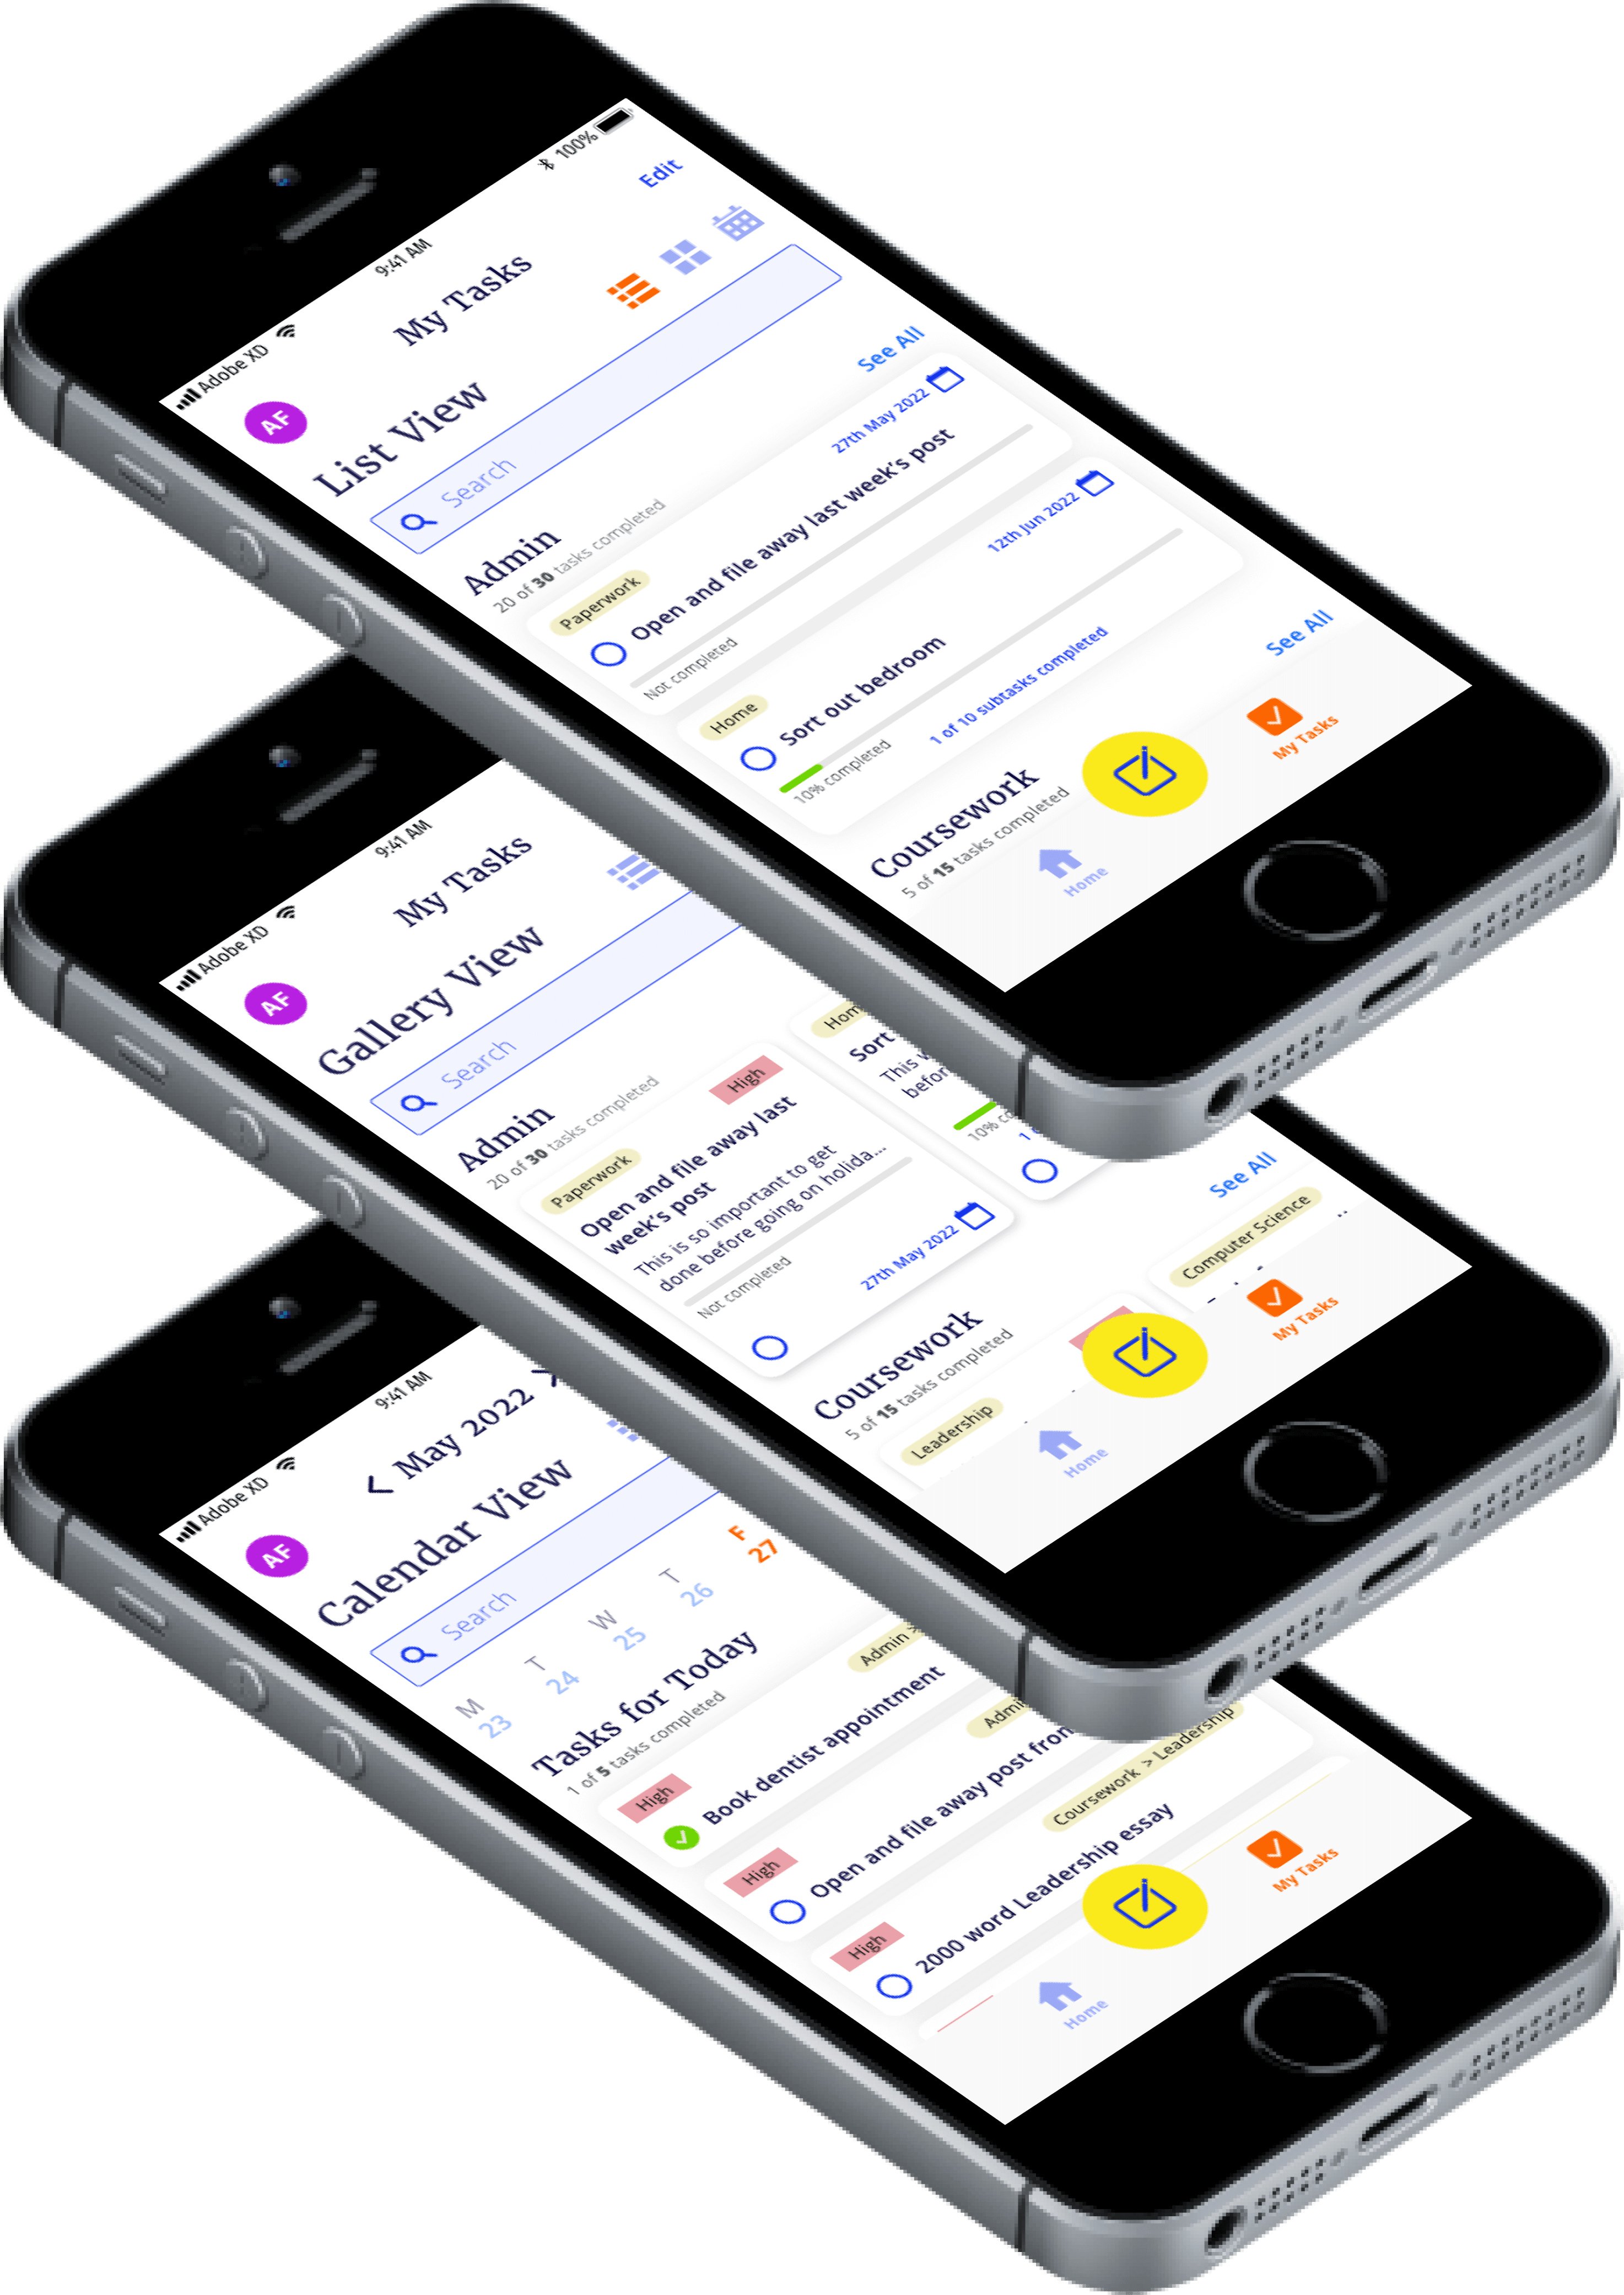 Adobe XD
9:41 AM
100%
AF
My Tasks
Edit
List View
Search
Admin
See All
20 of 30 tasks completed
Paperwork
27th May 2022
Open and file away last week's post
Not completed
Home
12th Jun 2022
Sort out bedroom
10% completed
1 of 10 subtasks completed
Coursework
See All
5 of 15 tasks completed
Home
My Tasks
Adobe XD
9:41 AM
AF
My Tasks
Gallery View
Search
Admin
20 of 30 tasks completed
Paperwork
High
Open and file away last
week's post
This is so important to get
done before going on holida...
Not completed
27th May 2022
Sort
10%
Coursework
See All
5 of 15 tasks completed
Leadership
Computer Science
Home
My Tasks
Adobe XD
9:41 AM
AF
< May 2022 >
Calendar View
Search
M T W T F
23 24 25 26 27
Tasks for Today
1 of 5 tasks completed
High
Admin >
Book dentist appointment
High
Admin
Open and file away post from
High
Coursework > Leadership
2000 word Leadership essay
Home
My Tasks